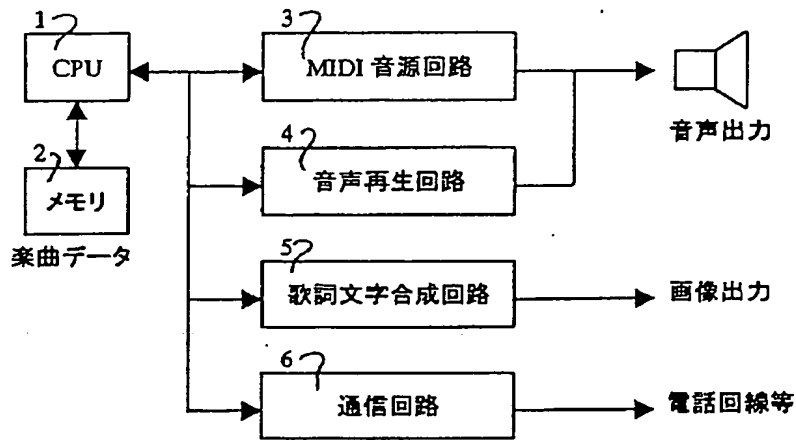 1
CPU
2
メモリ
楽曲データ
3
MIDI 音源回路
4
音声再生回路
5
歌詞文字合成回路
6
通信回路
音声出力
画像出力
電話回線等